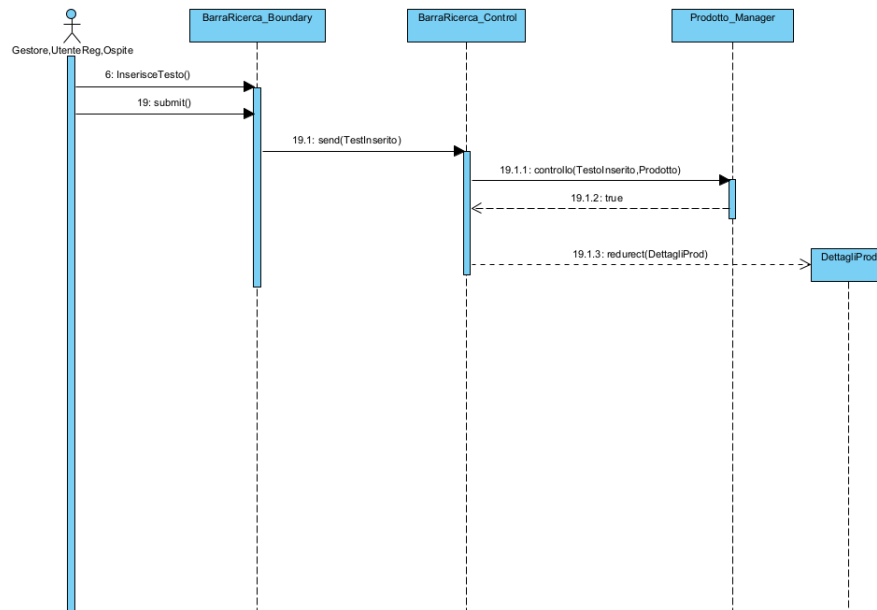 BarraRicerca_Boundary
BarraRicerca_Control
Prodotto_Manager
Gestore,UtenteReg,Ospite
6: InserisceTesto()
19: submit()
19.1: send(TestInserito)
19.1.1: controllo(TestoInserito,Prodotto)
19.1.2: true
19.1.3: redurect(DettagliProd)
DettagliProd